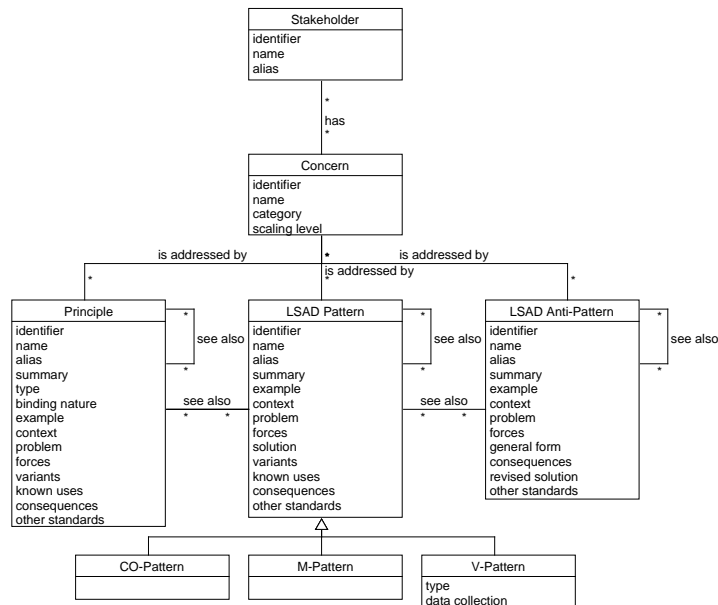 Stakeholder
identifier
name
alias
*
has
*
Concern
identifier
name
category
scaling level
is addressed by
*
is addressed by
is addressed by
*
*
*
Principle
identifier
name
alias
summary
type
binding nature
example
context
problem
forces
variants
known uses
consequences
other standards
*
see also
*
see also
*
*
LSAD Pattern
identifier
name
alias
summary
example
context
problem
forces
solution
variants
known uses
consequences
other standards
*
see also
*
see also
*
*
LSAD Anti-Pattern
identifier
name
alias
summary
example
context
problem
forces
general form
consequences
revised solution
other standards
*
see also
*
CO-Pattern
M-Pattern
V-Pattern
type
data collection